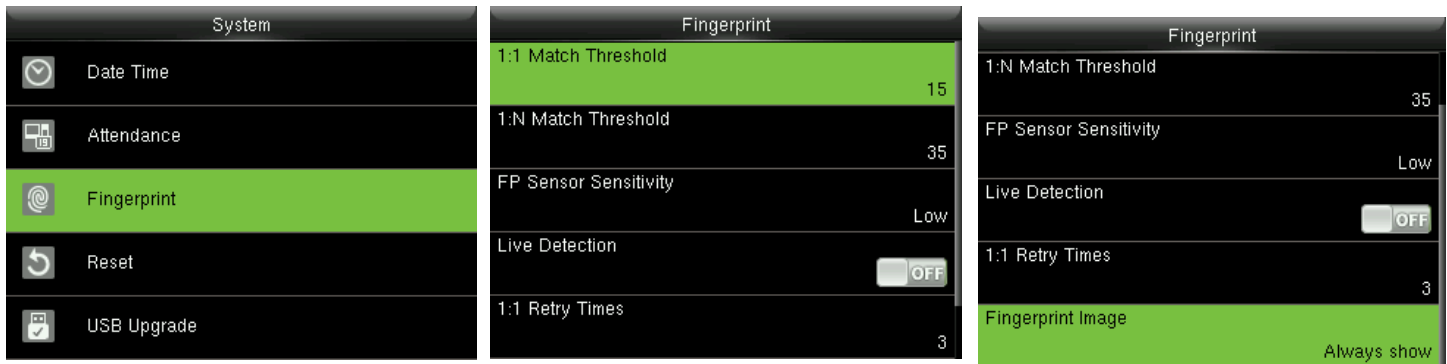 System
Date Time
Attendance
Fingerprint
Reset
USB Upgrade
Fingerprint
1:1 Match Threshold
15
1:N Match Threshold
35
FP Sensor Sensitivity
Low
Live Detection
OFF
1:1 Retry Times
3
Fingerprint
1:N Match Threshold
35
FP Sensor Sensitivity
Low
Live Detection
OFF
1:1 Retry Times
3
Fingerprint Image
Always show